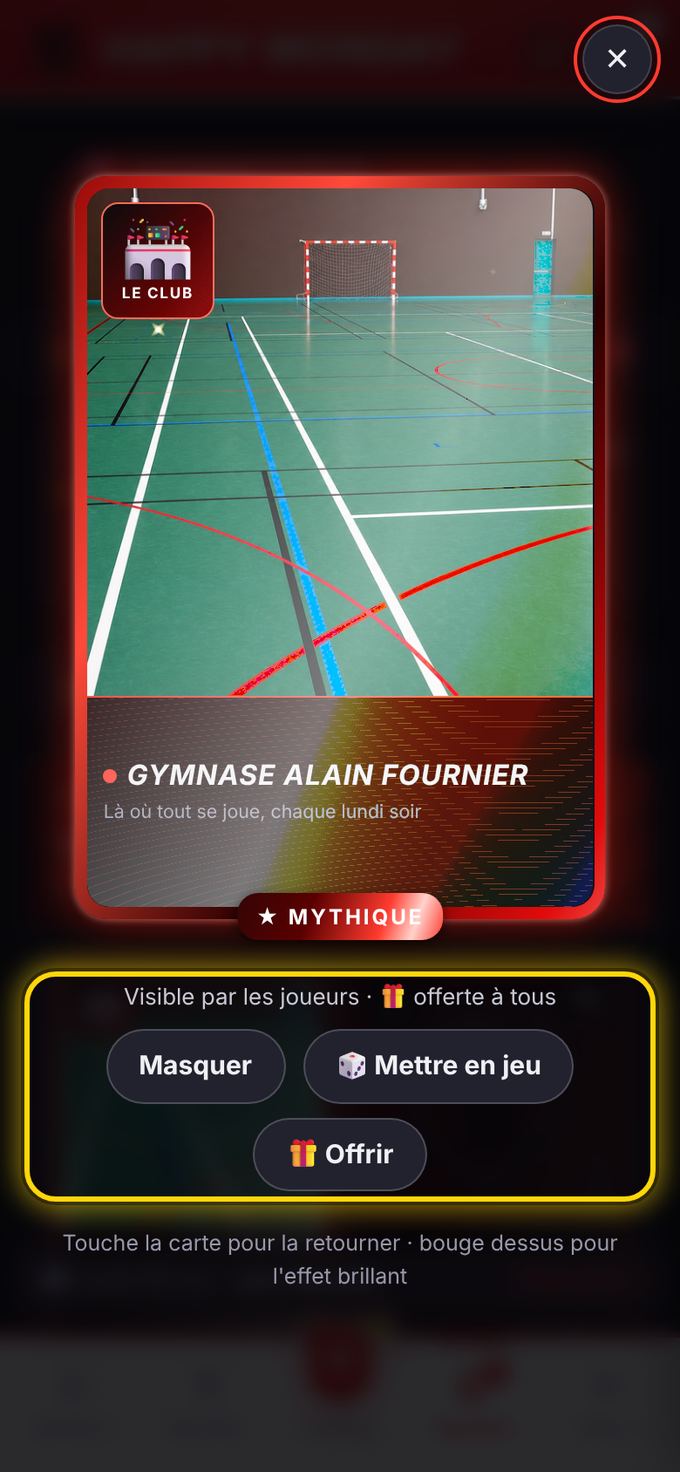 LE CLUB
GYMNASE ALAIN FOURNIER
Là où tout se joue, chaque lundi soir
★ MYTHIQUE
Visible par les joueurs · 🎁 offerte à tous
Masquer
🎲 Mettre en jeu
🎁 Offrir
Touche la carte pour la retourner · bouge dessus pour
l'effet brillant